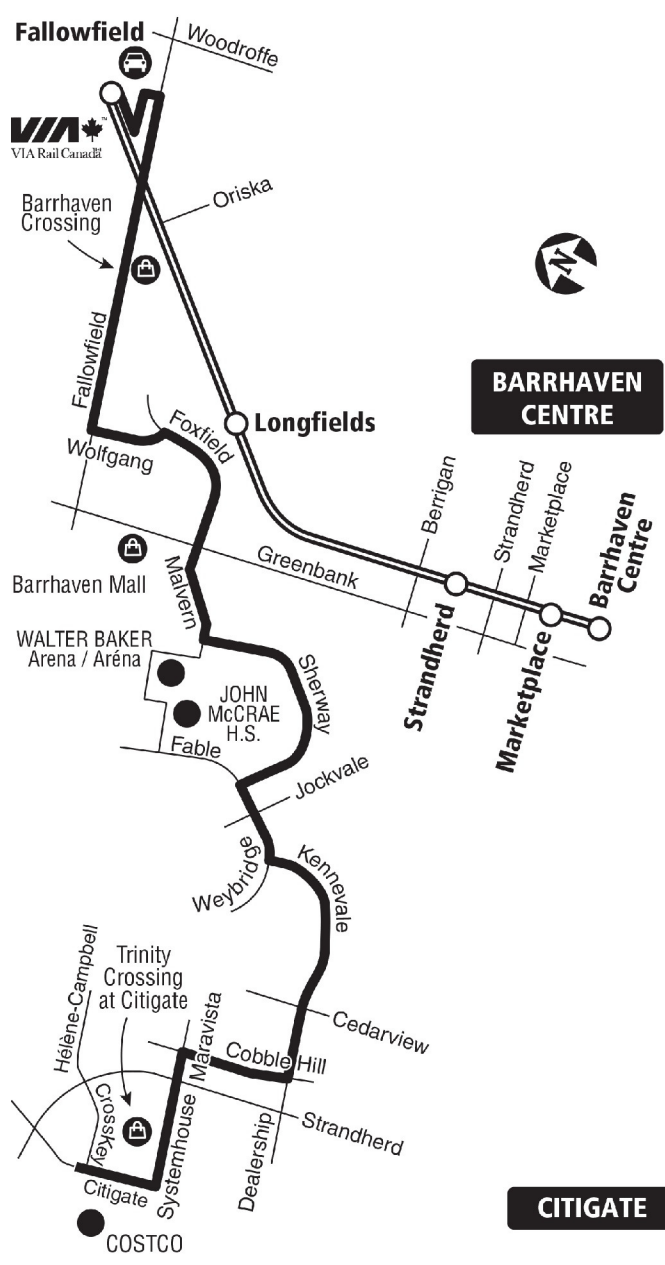 Fallowfield
Woodroffe
VIA
VIA Rail Canada
Oriska
Barrhaven
Crossing
N
Fallowfield
BARRHAVEN
CENTRE
Foxfield
Longfields
Wolfgang
Berrigan
Strandherd
Marketplace
Barrhaven
Centre
Greenbank
Malvern
Barrhaven Mall
Strandherd
Marketplace
WALTER BAKER
Arena / Aréna
JOHN
McCRAE
H.S.
Sherway
Fable
Jockvale
Weybridge
Kennevale
Hélène-Campbell
Trinity
Crossing
at Citigate
Maravista
Cedarview
Cobble Hill
CrossKey
Systemhouse
Dealership
Strandherd
Citigate
CITIGATE
COSTCO